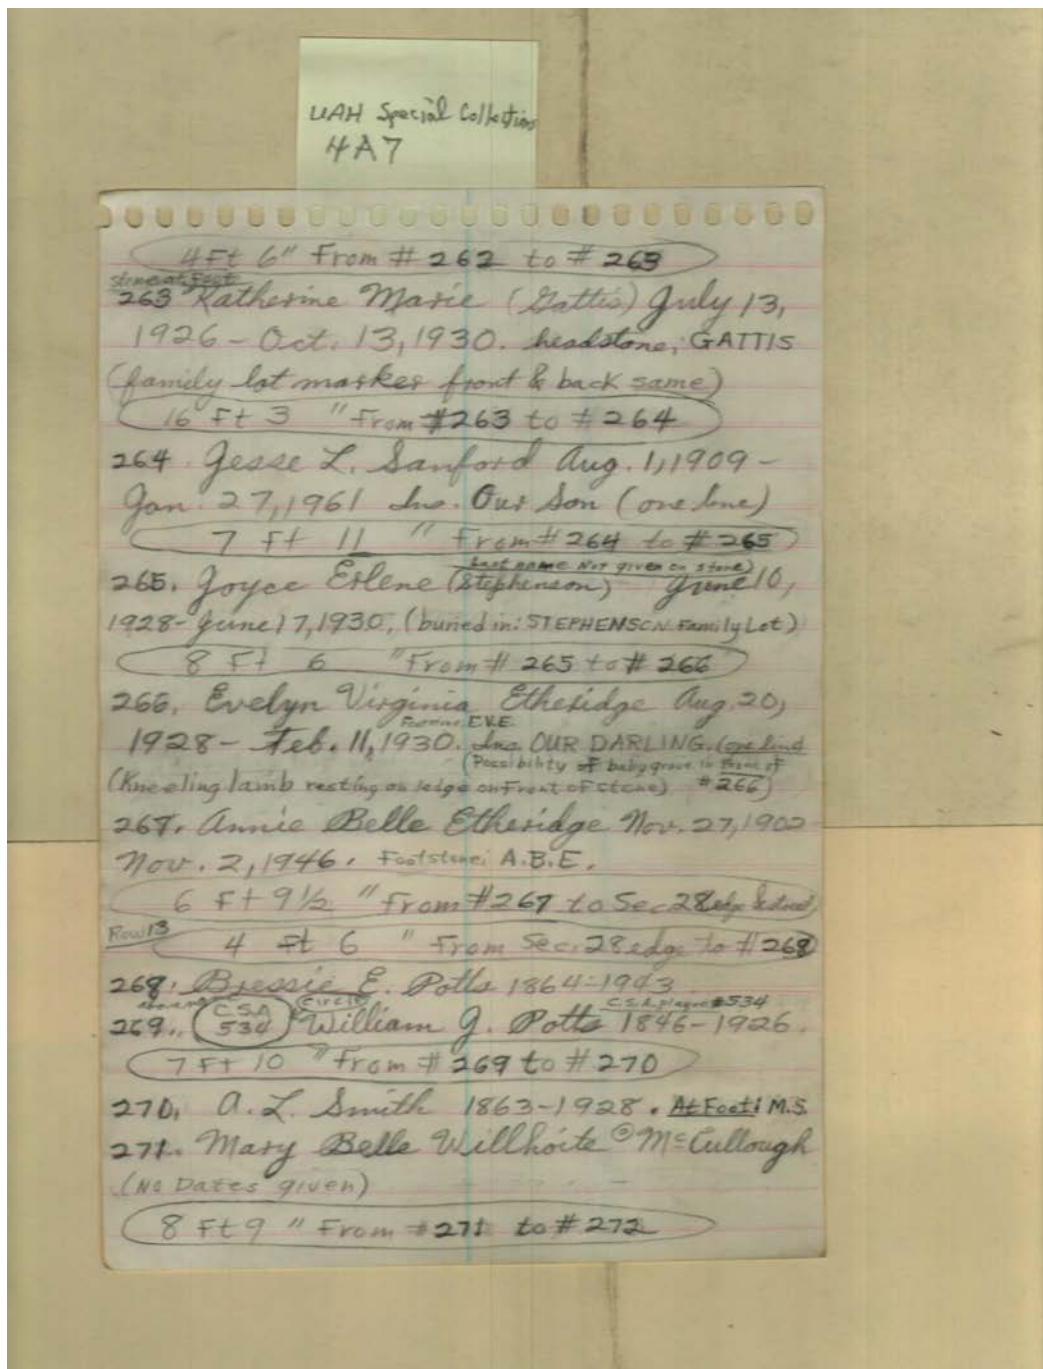 UAH Special Collections
4A7
4 Ft 6" From # 262 to # 263
stone at Foot
263 Katherine Marie (Gattis) July 13,
1926 - Oct. 13, 1930. headstone; GATTIS
(family lot marker front & back same)
16 Ft 3 " From #263 to # 264
264. Jesse L. Sanford Aug. 1, 1909 -
Jan. 27, 1961 Ins. Our Son (one line)
7 Ft 11 " From # 264 to # 265
Last name Not given on stone)
265. Joyce Erlene (Stephenson) June 10,
1928 - June 17, 1930. (buried in: STEPHENSON Family Lot)
8 Ft 6 " From # 265 to # 266
266. Evelyn Virginia Etheridge Aug. 20,
E.V.E.
1928 - Feb. 11, 1930. Ins. OUR DARLING. (one line)
(Possibility of baby grave in Front of
(Kneeling lamb resting on ledge on Front of stone) #266)
267. Annie Belle Etheridge Nov. 27, 1902
Nov. 2, 1946. Footstone: A.B.E.
6 Ft 9 1/2 " From #267 to Sec 28 edge
Row 13
4 Ft 6 " From Sec. 28 edge to # 268
268. Bressie E. Potts 1864-1943
C.S.A. circle C.S.A. plaque #534
269. 534 William J. Potts 1846-1926.
7 Ft 10 " From # 269 to # 270
270. A. L. Smith 1863-1928. At Foot: M.S.
271. Mary Belle Willhoite @ McCullough
(No Dates given)
8 Ft 9 " From # 271 to # 272